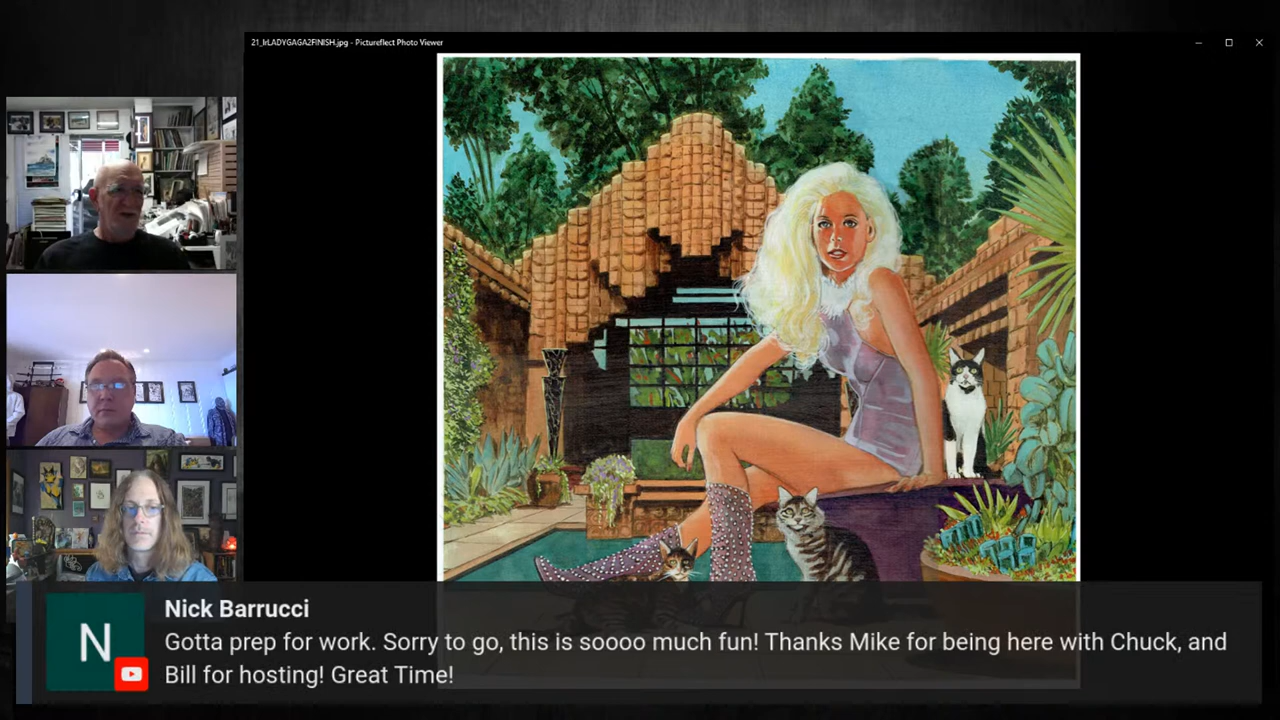 21_lrLADYGAGA2FINISH.jpg - Pictureflect Photo Viewer
N
Nick Barrucci
Gotta prep for work. Sorry to go, this is soooo much fun! Thanks Mike for being here with Chuck, and
Bill for hosting! Great Time!